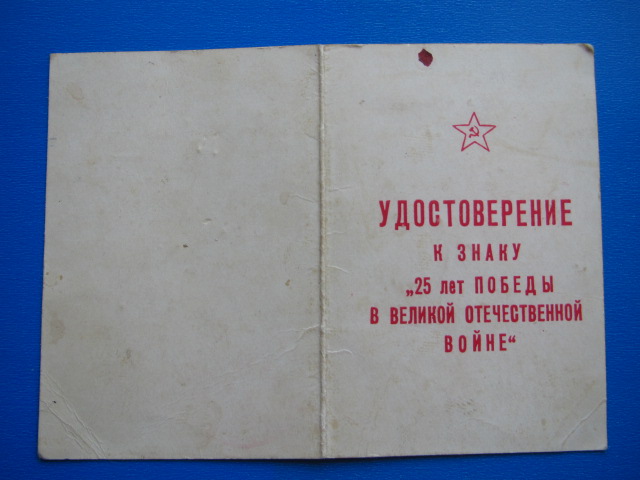 УДОСТОВЕРЕНИЕ
К ЗНАКУ
„25 лет ПОБЕДЫ
В ВЕЛИКОЙ ОТЕЧЕСТВЕННОЙ
ВОЙНЕ“